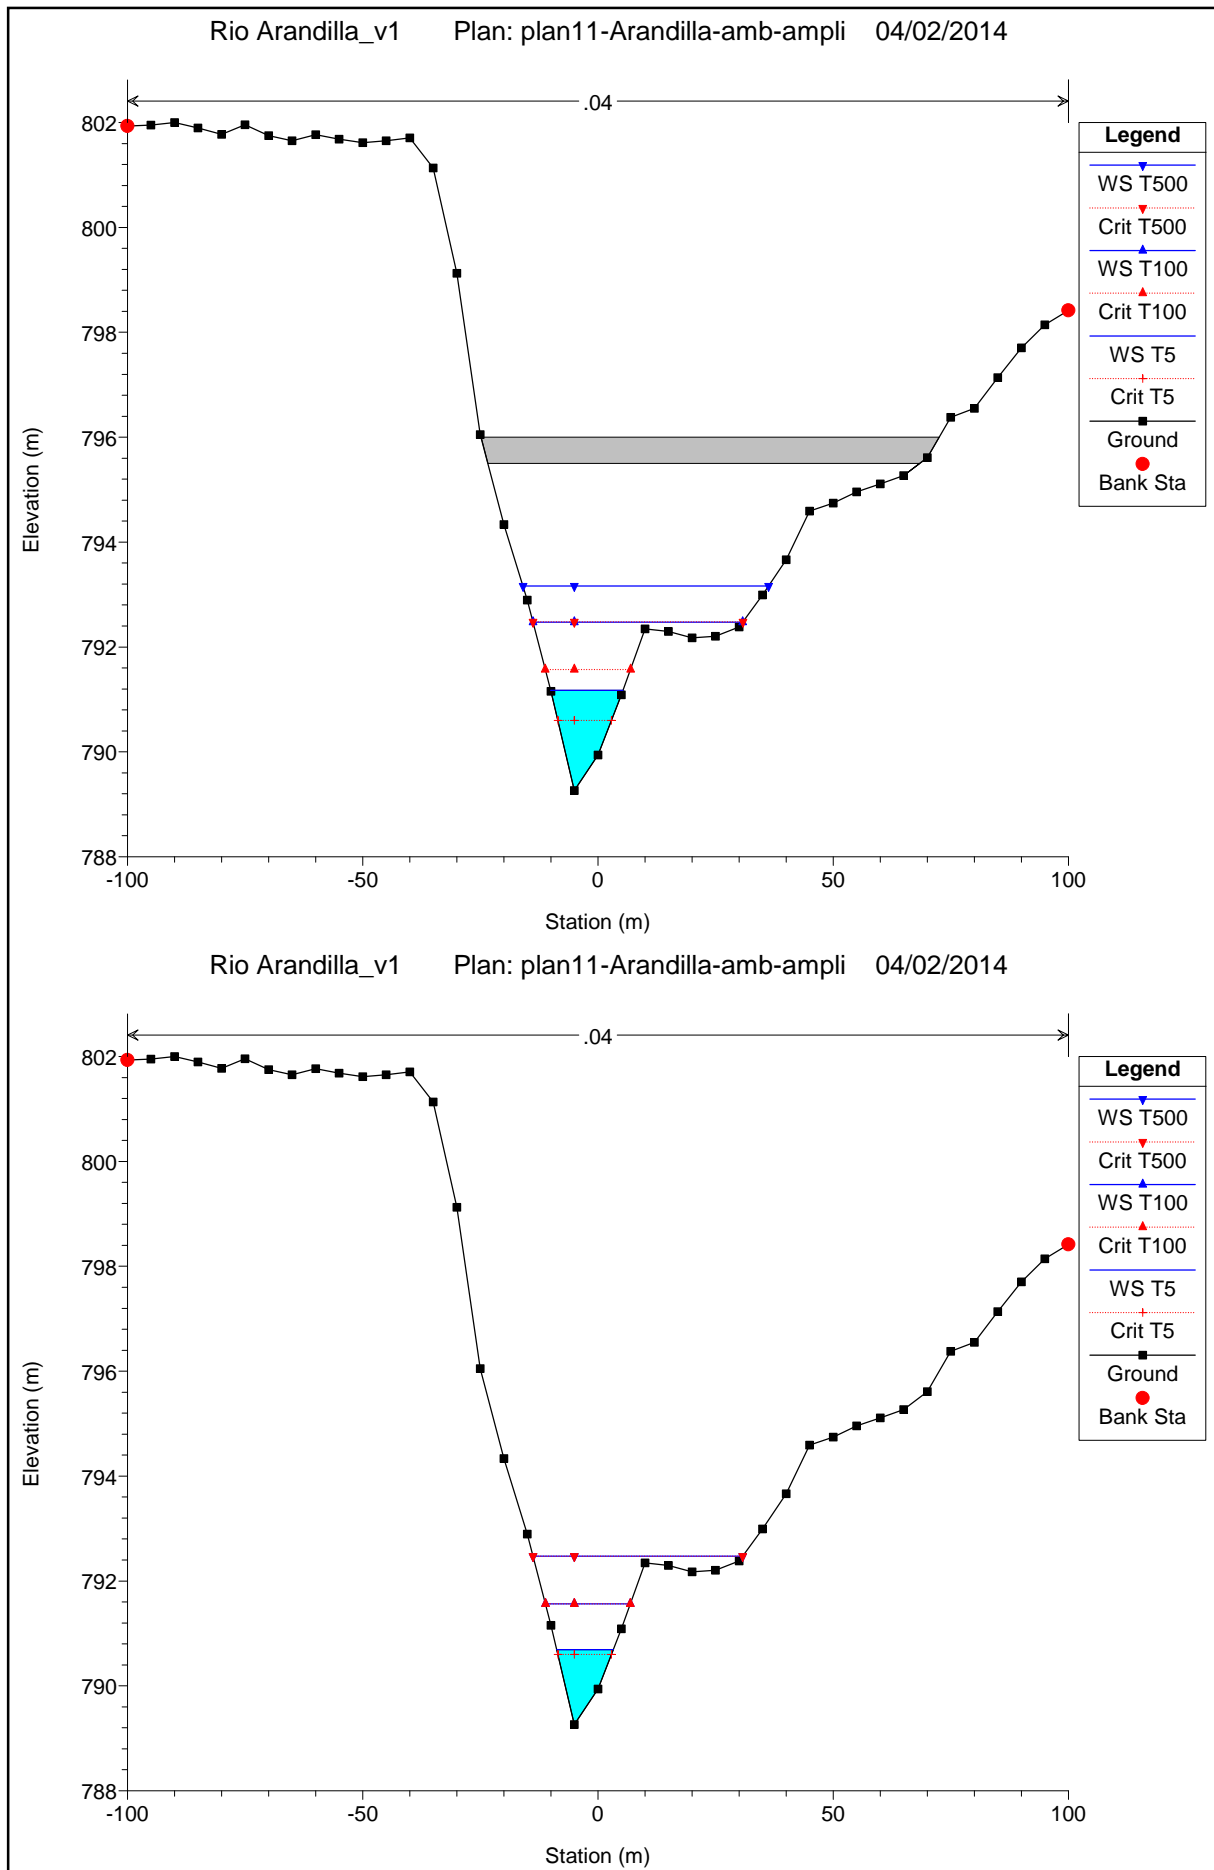 Rio Arandilla_v1 Plan: plan11-Arandilla-amb-ampli 04/02/2014
.04
802
800
798
796
794
792
790
788
Elevation (m)
-100 -50 0 50 100
Station (m)
Legend
WS T500
Crit T500
WS T100
Crit T100
WS T5
Crit T5
Ground
Bank Sta
Rio Arandilla_v1 Plan: plan11-Arandilla-amb-ampli 04/02/2014
.04
802
800
798
796
794
792
790
788
Elevation (m)
-100 -50 0 50 100
Station (m)
Legend
WS T500
Crit T500
WS T100
Crit T100
WS T5
Crit T5
Ground
Bank Sta